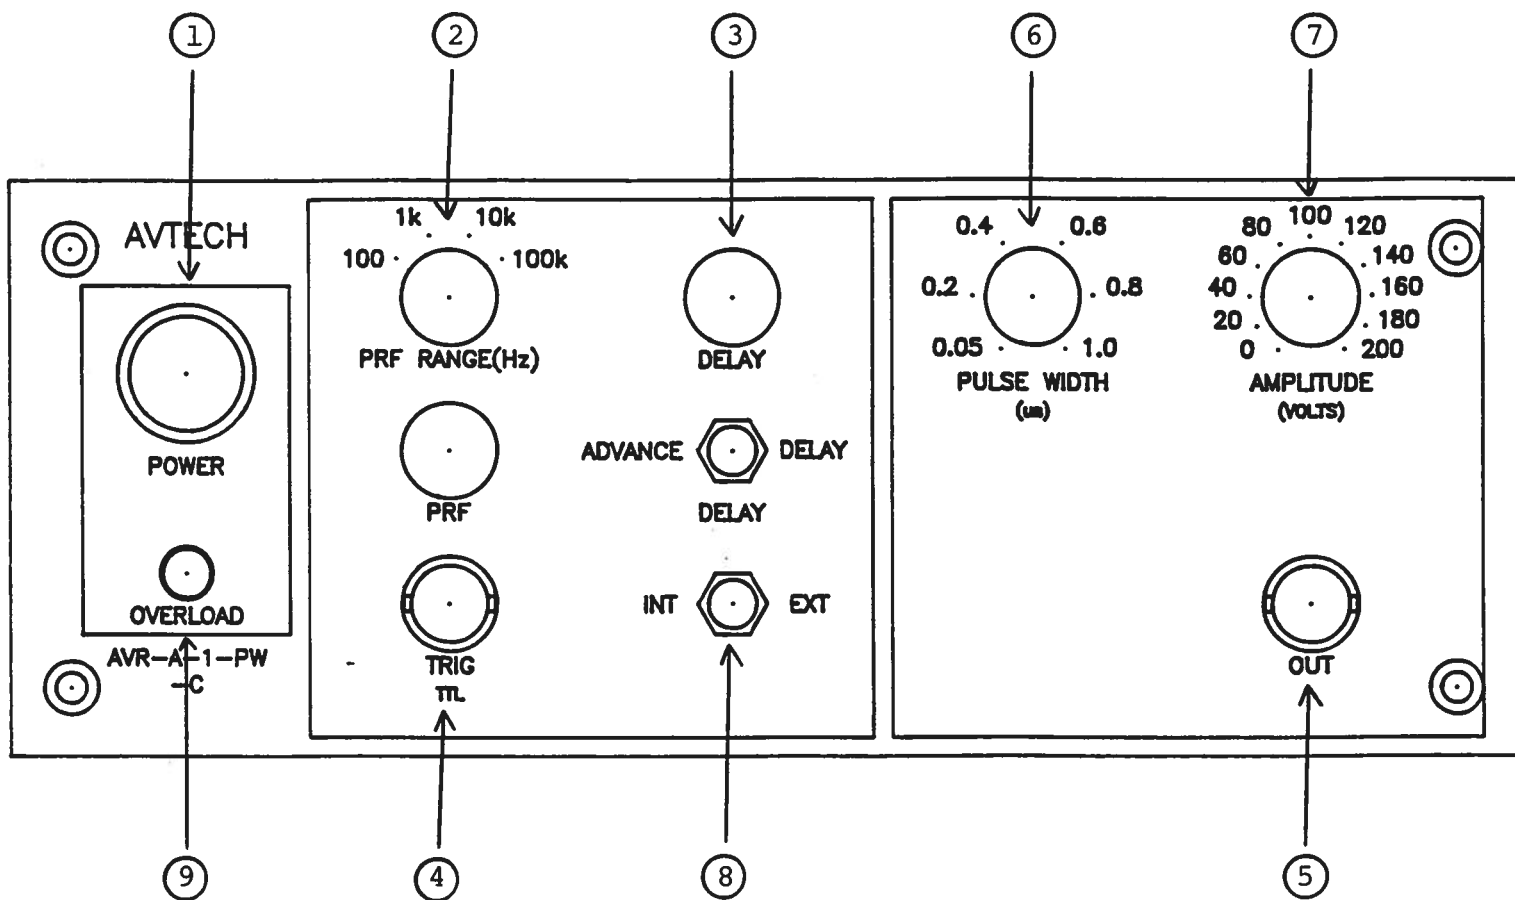 1 2 3 6 7
AVTECH
POWER
OVERLOAD
AVR-A-1-PW
-C
1k 10k
100 100k
PRF RANGE(Hz)
PRF
TRIG
TTL
DELAY
ADVANCE DELAY
DELAY
INT EXT
0.4 0.6
0.2 0.8
0.05 1.0
PULSE WIDTH
(us)
100
80 120
60 140
40 160
20 180
0 200
AMPLITUDE
(VOLTS)
OUT
9 4 8 5